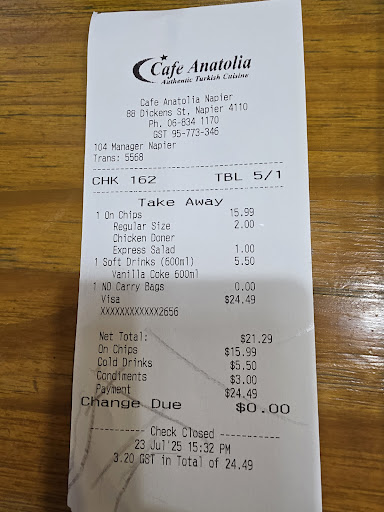 Cafe Anatolia
Authentic Turkish Cuisine
Cafe Anatolia Napier
88 Dickens St. Napier 4110
Ph. 06-834 1170
GST 95-773-346
104 Manager Napier
Trans: 5568
CHK 162 TBL 5/1
Take Away
1 On Chips 15.99
Regular Size 2.00
Chicken Doner
Express Salad 1.00
1 Soft Drinks (600ml) 5.50
Vanilla Coke 600ml
1 NO Carry Bags 0.00
Visa $24.49
XXXXXXXXXXXX2656
Net Total: $21.29
On Chips $15.99
Cold Drinks $5.50
Condiments $3.00
Payment $24.49
Change Due $0.00
Check Closed
23 Jul'25 15:32 PM
3.20 GST in Total of 24.49